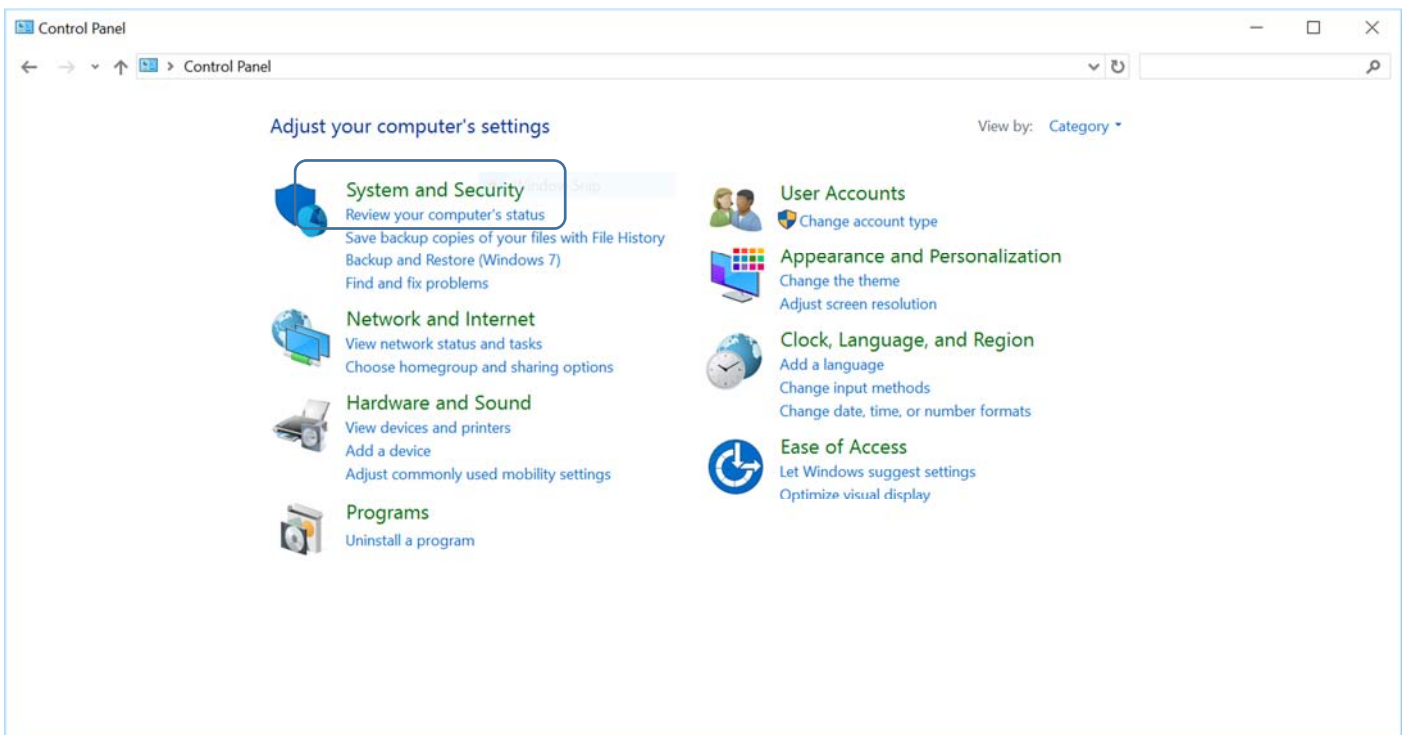 Control Panel
Control Panel
Adjust your computer's settings
View by: Category
System and Security
Window Snip
Review your computer's status
Save backup copies of your files with File History
Backup and Restore (Windows 7)
Find and fix problems
Network and Internet
View network status and tasks
Choose homegroup and sharing options
Hardware and Sound
View devices and printers
Add a device
Adjust commonly used mobility settings
Programs
Uninstall a program
User Accounts
Change account type
Appearance and Personalization
Change the theme
Adjust screen resolution
Clock, Language, and Region
Add a language
Change input methods
Change date, time, or number formats
Ease of Access
Let Windows suggest settings
Optimize visual display